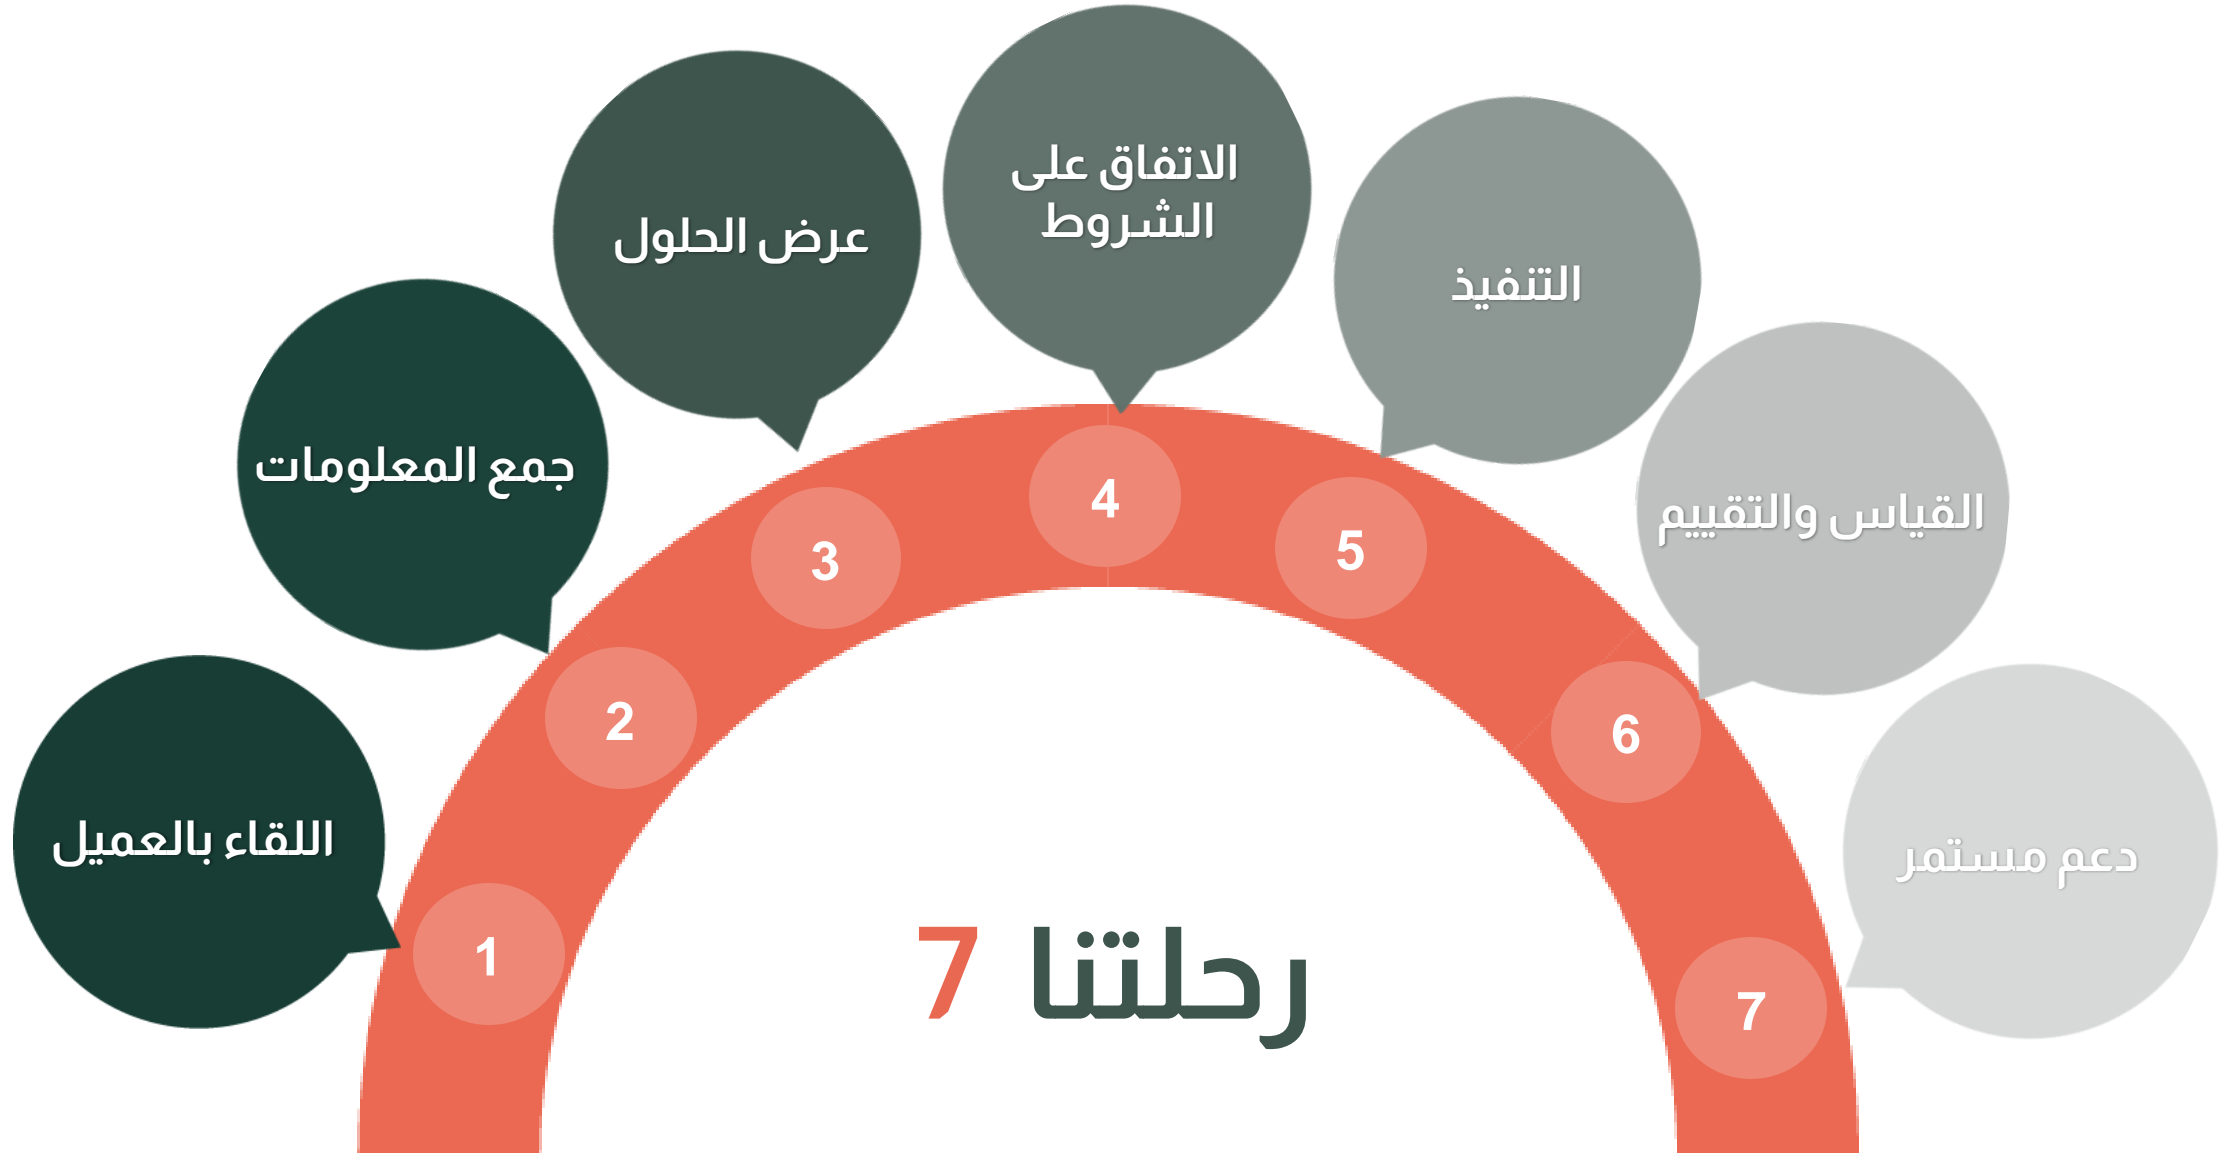 اللقاء بالعميل
1
جمع المعلومات
2
عرض الحلول
3
الاتفاق على
الشروط
4
التنفيذ
5
القياس والتقييم
6
دعم مستمر
7
رحلتنا 7